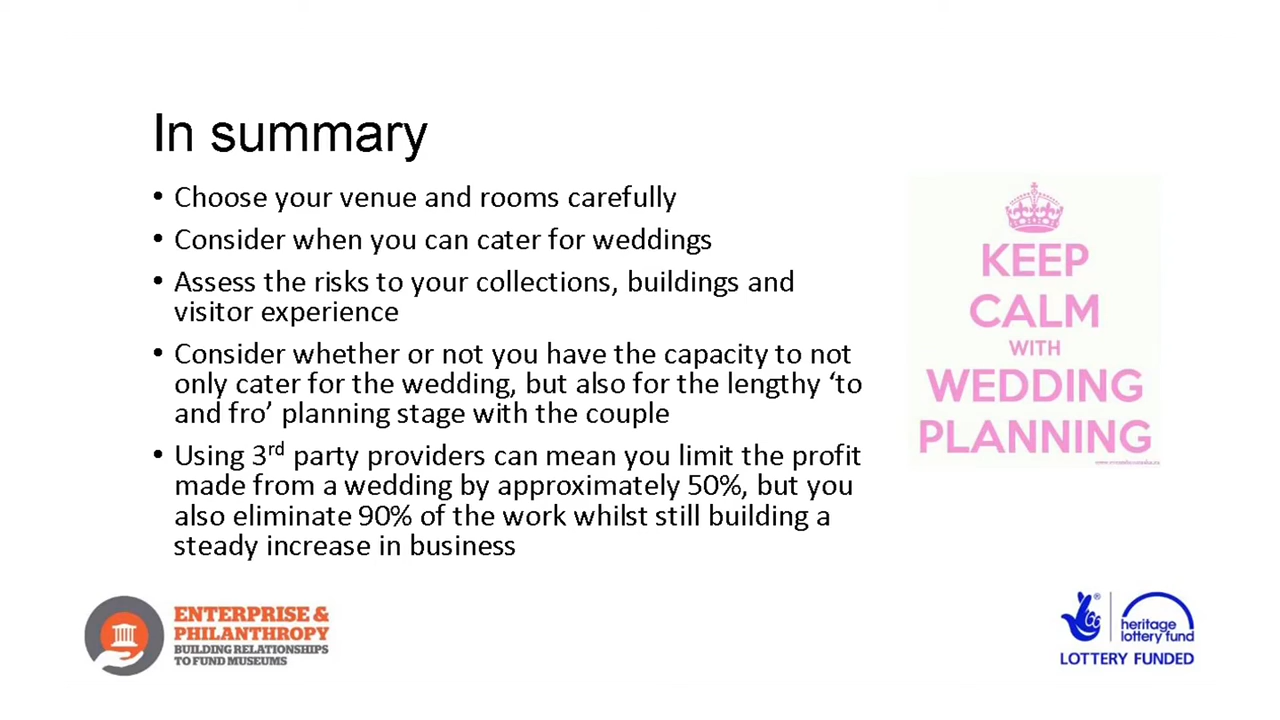 In summary
• Choose your venue and rooms carefully
• Consider when you can cater for weddings
• Assess the risks to your collections, buildings and
visitor experience
• Consider whether or not you have the capacity to not
only cater for the wedding, but also for the lengthy ‘to
and fro’ planning stage with the couple
• Using 3rd party providers can mean you limit the profit
made from a wedding by approximately 50%, but you
also eliminate 90% of the work whilst still building a
steady increase in business
KEEP
CALM
WITH
WEDDING
PLANNING
ENTERPRISE &
PHILANTHROPY
BUILDING RELATIONSHIPS
TO FUND MUSEUMS
®
heritage
lottery fund
LOTTERY FUNDED